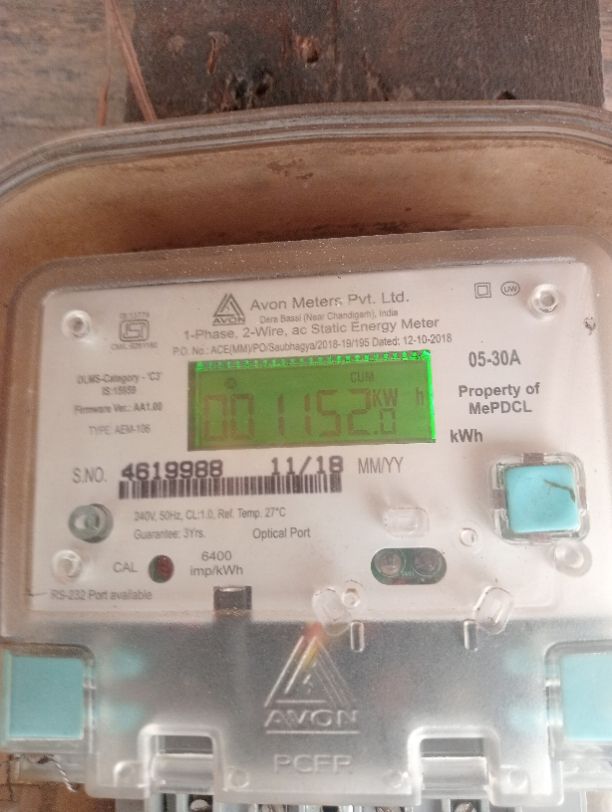 AVON
Avon Meters Pvt. Ltd.
Dera Bassi (Near Chandigarh), India
1-Phase, 2-Wire, ac Static Energy Meter
P.O. No.: ACE(MM)/PO/Saubhagya/2018-19/195 Dated: 12-10-2018
UW
DLMS-Category - 'C3'
IS:15959
Firmware Ver.: AA1.00
TYPE: AEM-106
CUM
001152.0 KW h
05-30A
Property of
MePDCL
kWh
S.NO. 4619988 11/18 MM/YY
240V, 50Hz, CL:1.0, Ref. Temp. 27°C
Guarantee: 3Yrs. Optical Port
CAL
6400
imp/kWh
RS-232 Port available
AVON